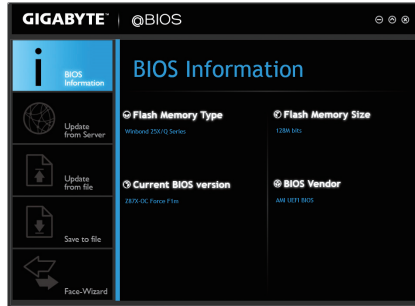 GIGABYTE™ @BIOS
BIOS Information
BIOS
Information
Update
from Server
Update
from file
Save to file
Face-Wizard
Flash Memory Type
Winbond 25X/Q Series
Flash Memory Size
128M bits
Current BIOS version
Z87X-OC Force F1m
BIOS Vendor
AMI UEFI BIOS